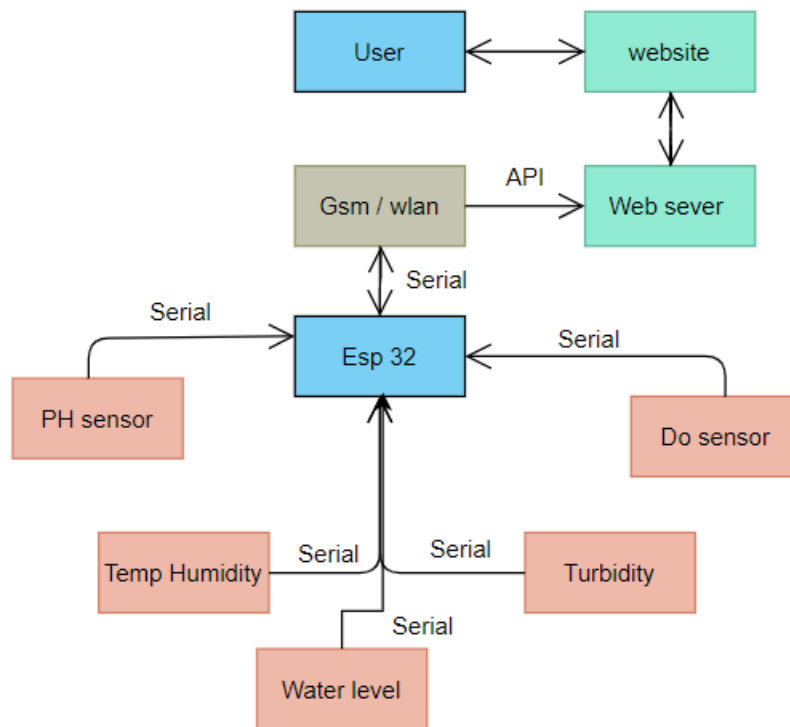 User
website
API
Gsm / wlan
Web sever
Serial
Serial
Serial
Esp 32
PH sensor
Do sensor
Serial
Serial
Temp Humidity
Turbidity
Serial
Water level